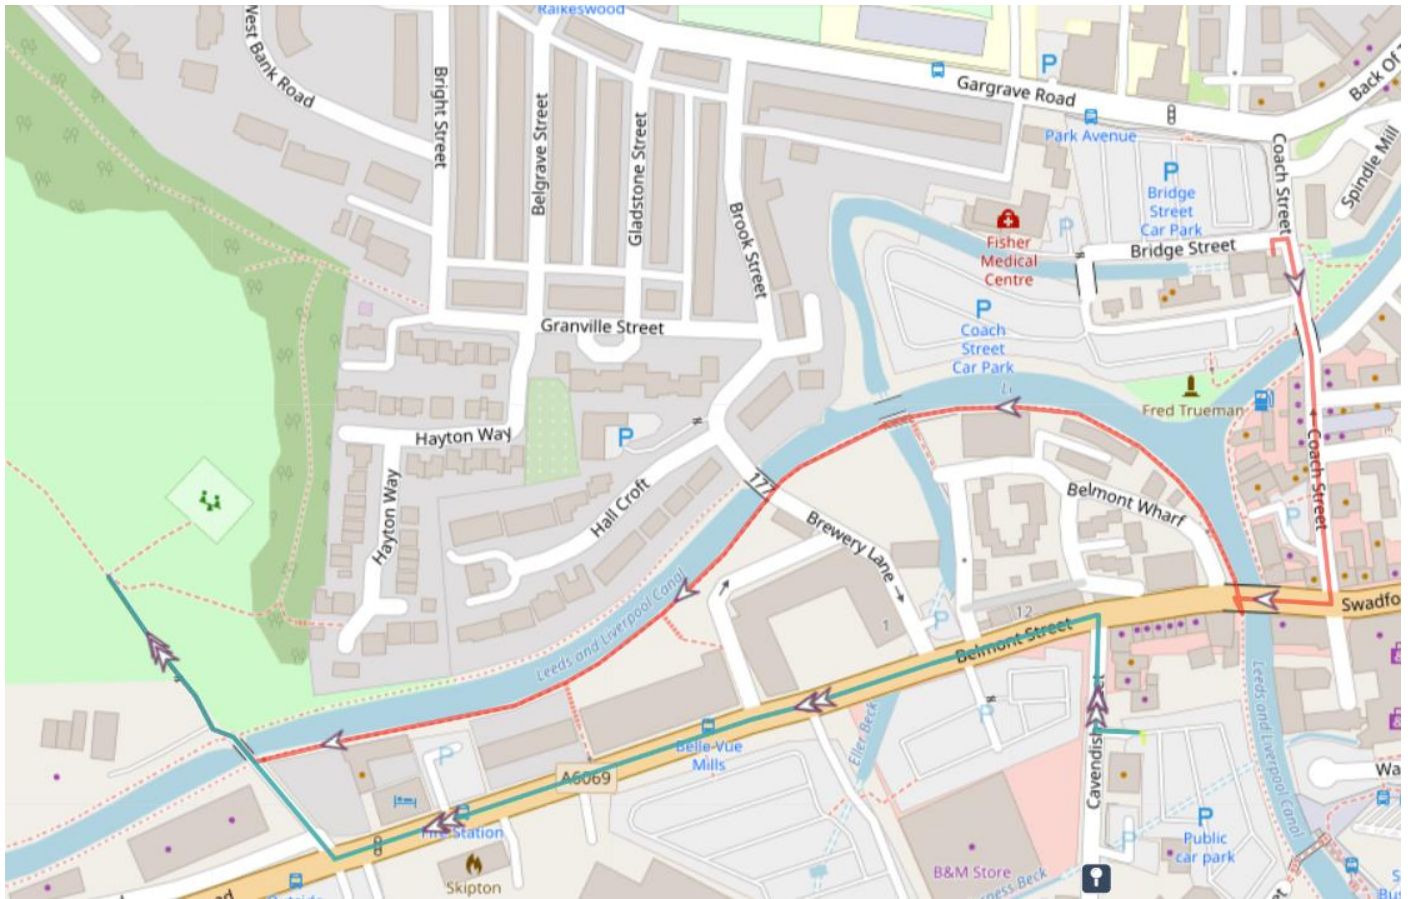 Raikeswood
West Bank Road
Bright Street
Belgrave Street
Gladstone Street
Brook Street
Gargrave Road
P
Park Avenue
Coach Street
Back Of
Spindle Mill
P
Bridge
Street
Car Park
P
Bridge Street
Fisher
Medical
Centre
P
Coach
Street
Car Park
Fred Trueman
Granville Street
P
Hayton Way
Hayton Way
Hall Croft
177
Brewery Lane
Belmont Wharf
Coach Street
P
Leeds and Liverpool Canal
12
1
P
Belmont Street
Swadfo
Belle Vue
Mills
A6069
P
Eller Beck
P
Leeds and Liverpool Canal
Wa
P
Public
car park
P
Fire Station
Skipton
B&M Store
ness Beck